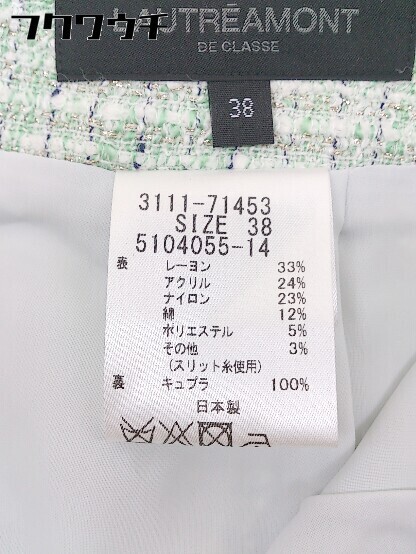 フクワウチ
LAUTRÉAMONT
DE CLASSE
38
3111-71453
SIZE 38
5104055-14
表 レーヨン 33%
アクリル 24%
ナイロン 23%
綿 12%
ポリエステル 5%
その他 3%
(スリット糸使用)
裏 キュプラ 100%
日本製